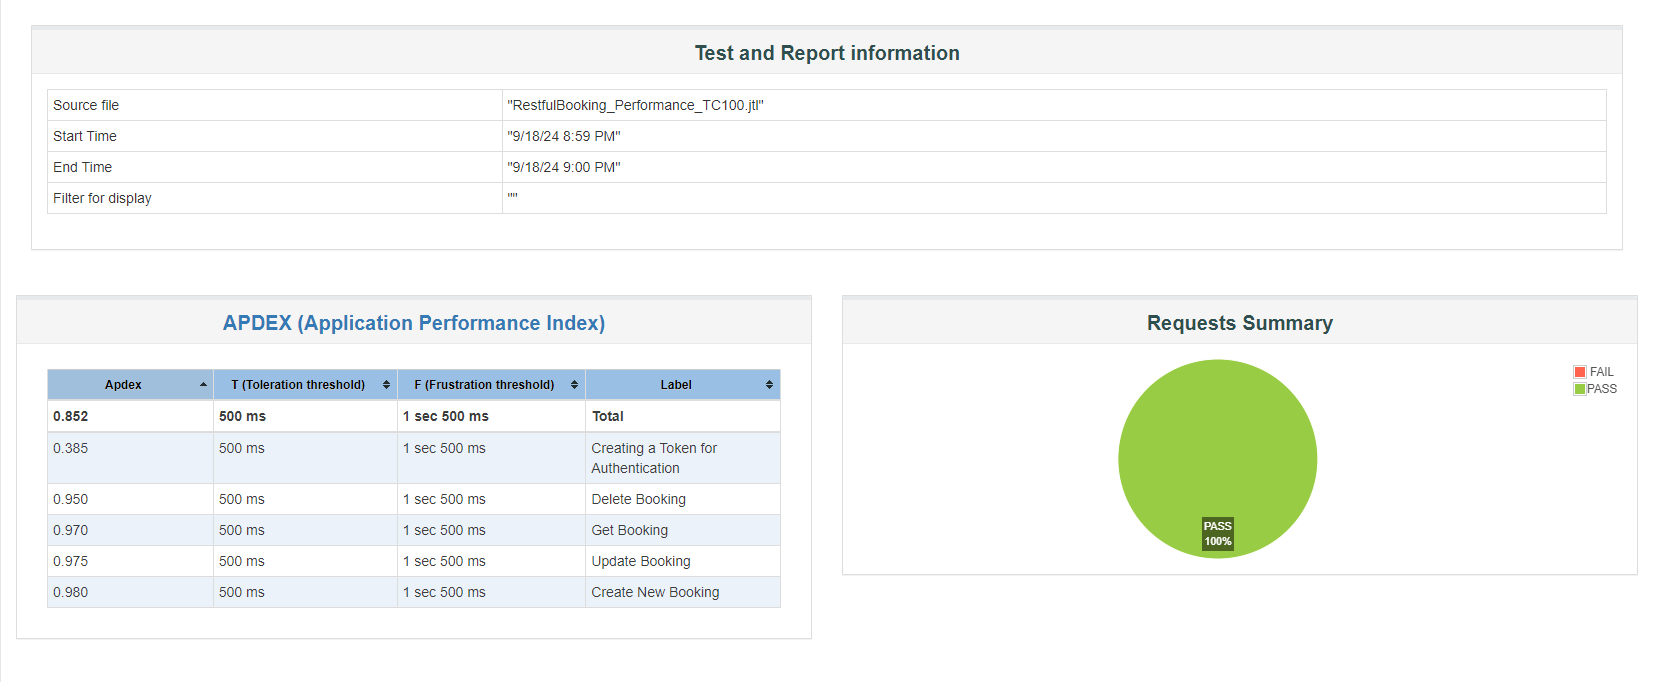 Test and Report information
Source file "RestfulBooking_Performance_TC100.jtl"
Start Time "9/18/24 8:59 PM"
End Time "9/18/24 9:00 PM"
Filter for display ""
APDEX (Application Performance Index)
Apdex T (Toleration threshold) F (Frustration threshold) Label
0.852 500 ms 1 sec 500 ms Total
0.385 500 ms 1 sec 500 ms Creating a Token for
Authentication
0.950 500 ms 1 sec 500 ms Delete Booking
0.970 500 ms 1 sec 500 ms Get Booking
0.975 500 ms 1 sec 500 ms Update Booking
0.980 500 ms 1 sec 500 ms Create New Booking
Requests Summary
FAIL
PASS
PASS
100%